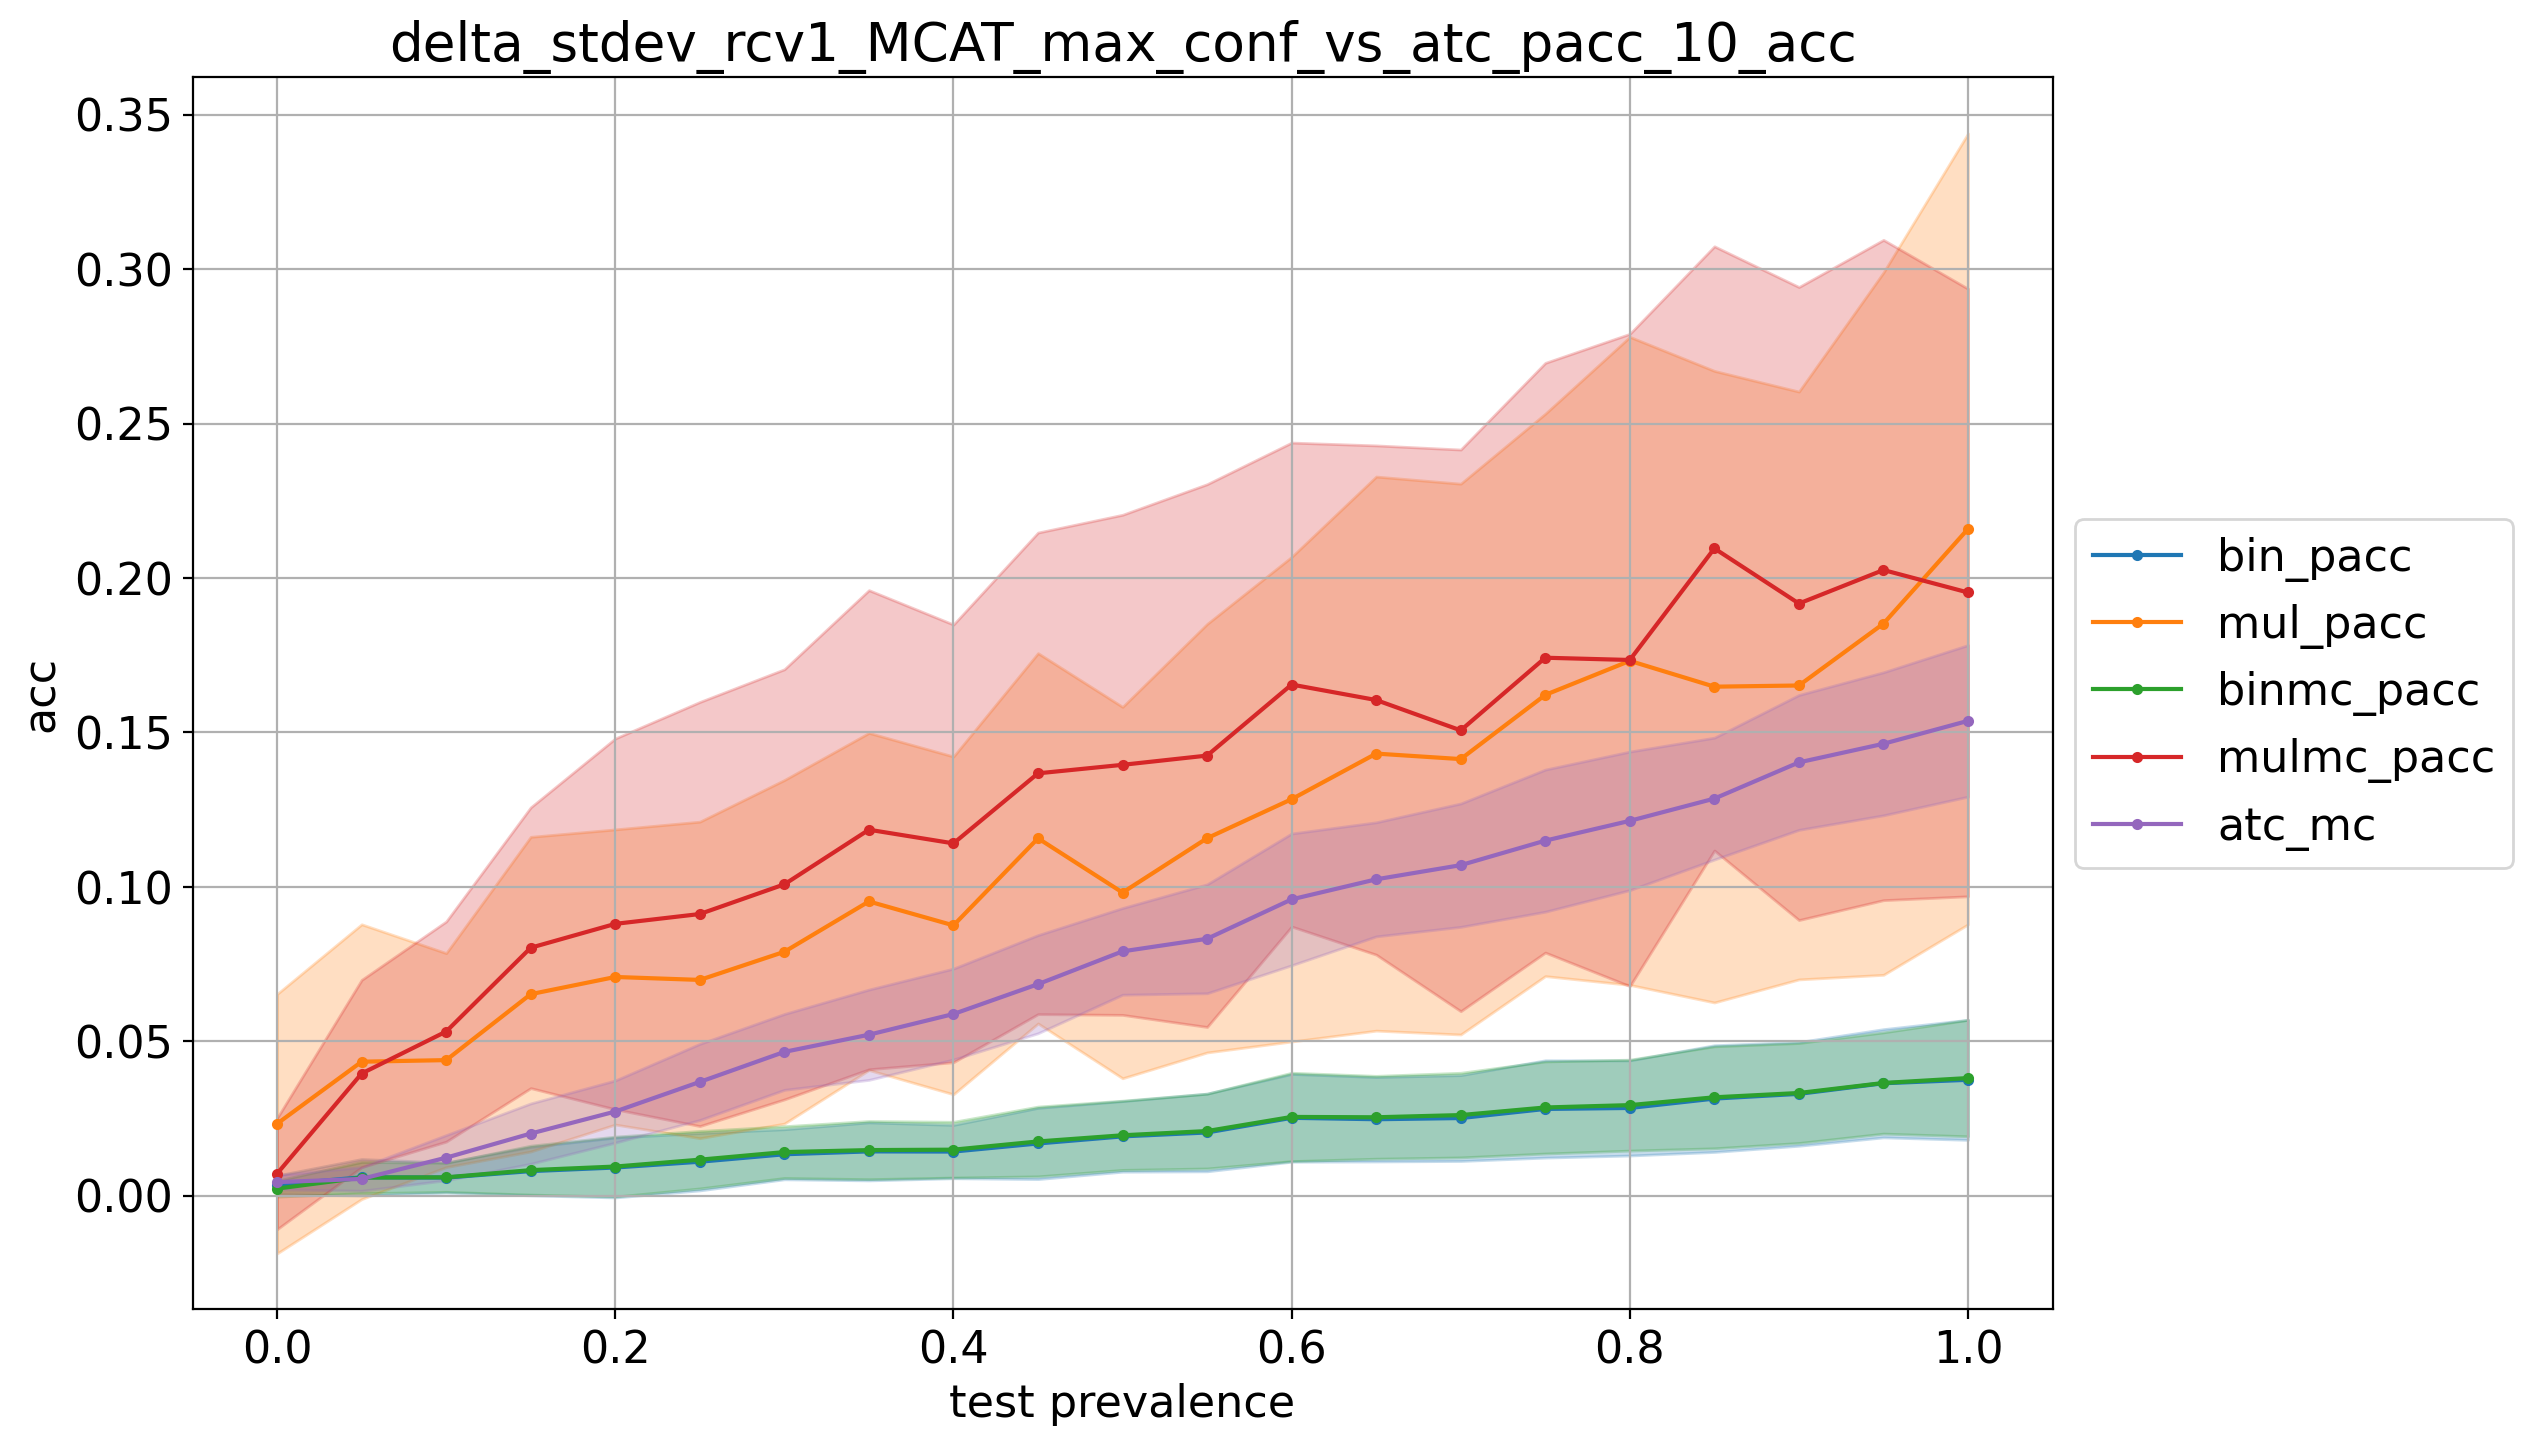 delta_stdev_rcv1_MCAT_max_conf_vs_atc_pacc_10_acc
0.35
0.30
0.25
0.20
0.15
0.10
0.05
0.00
acc
0.0 0.2 0.4 0.6 0.8 1.0
test prevalence
bin_pacc
mul_pacc
binmc_pacc
mulmc_pacc
atc_mc